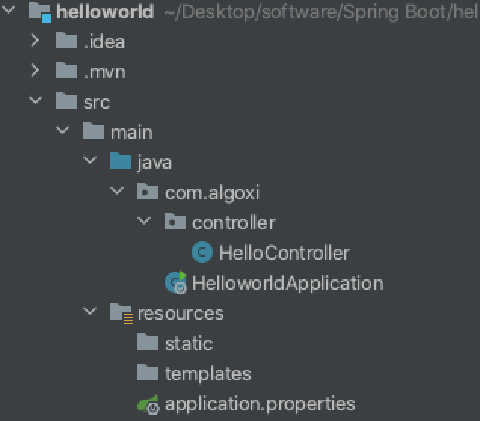 helloworld ~/Desktop/software/Spring Boot/hel
.idea
.mvn
src
main
java
com.algoxi
controller
C HelloController
HelloworldApplication
resources
static
templates
application.properties